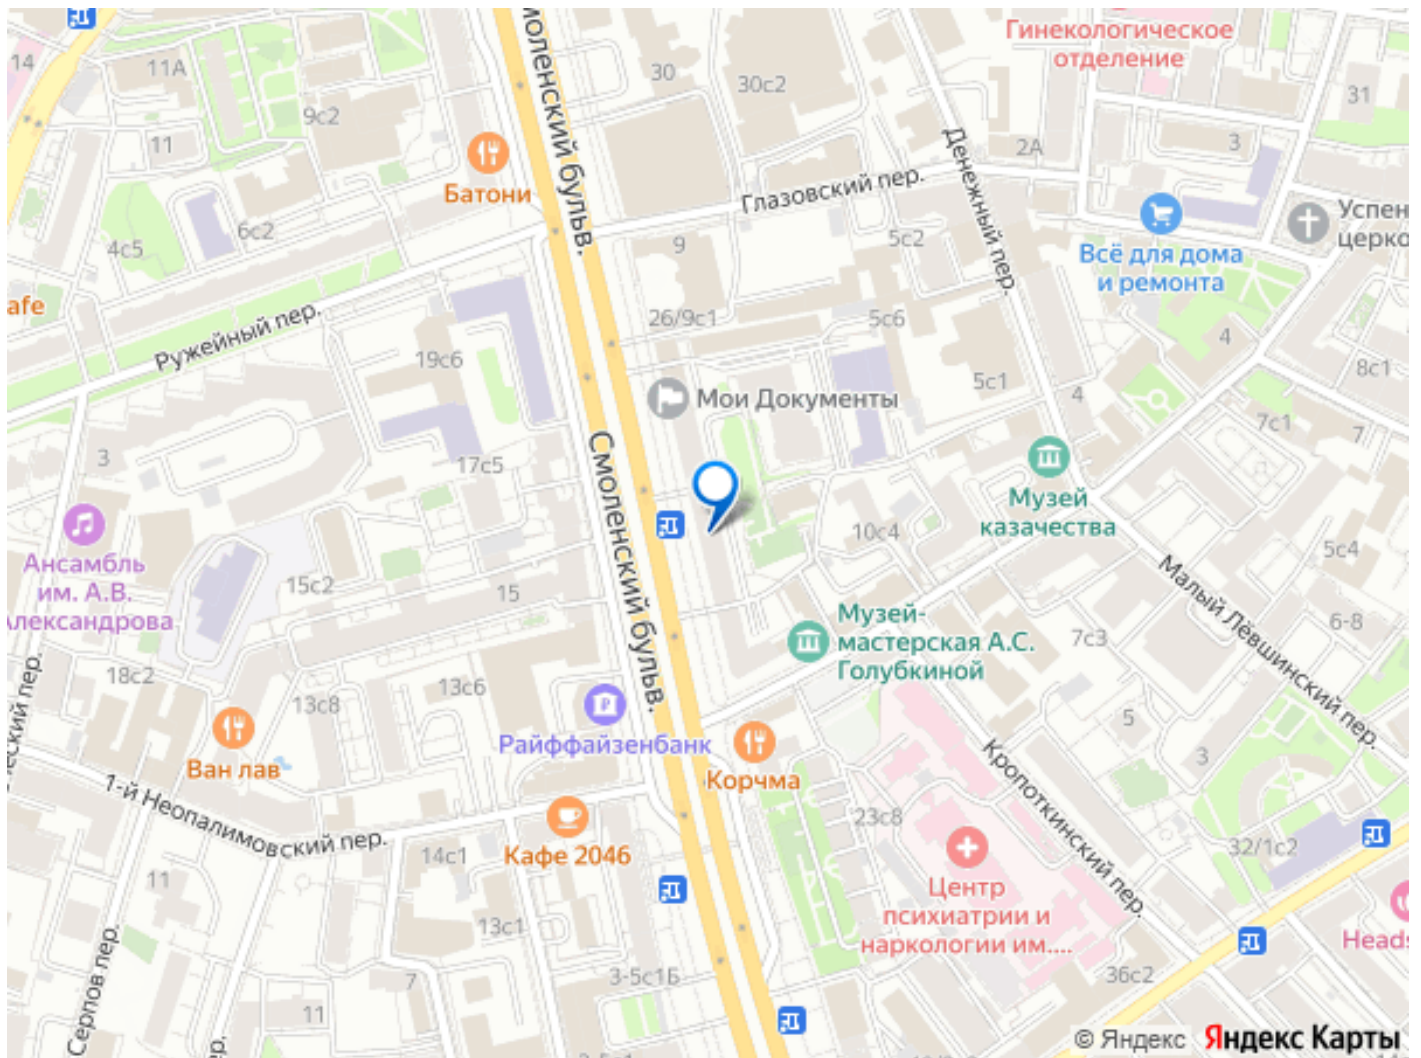 14
11А
9с2
11
6с2
4с5
afe
Батони
Смоленский бульв.
30
30с2
Гинекологическое
отделение
31
3
2А
Денежный пер.
Глазовский пер.
9
5с2
Всё для дома
и ремонта
Успен
церко
Ружейный пер.
26/9с1
5с6
5с1
4
4
8с1
19с6
Мои Документы
7с1
7
3
17с5
Смоленский бульв.
Музей
казачества
Ансамбль
им. А.В.
Александрова
15с2
15
10с4
5с4
Малый Лёвшинский пер.
6-8
Музей-
мастерская А.С.
Голубкиной
7с3
18с2
13с8
13с6
Райффайзенбанк
Ван лав
Корчма
5
3
1-й Неопалимовский пер.
Кропоткинский пер.
Кафе 2046
14с1
23с8
32/1с2
Центр
психиатрии и
наркологии им....
11
13с1
3-5с1Б
7
11
Серпов пер.
36с2
Heads
© Яндекс Яндекс Карты